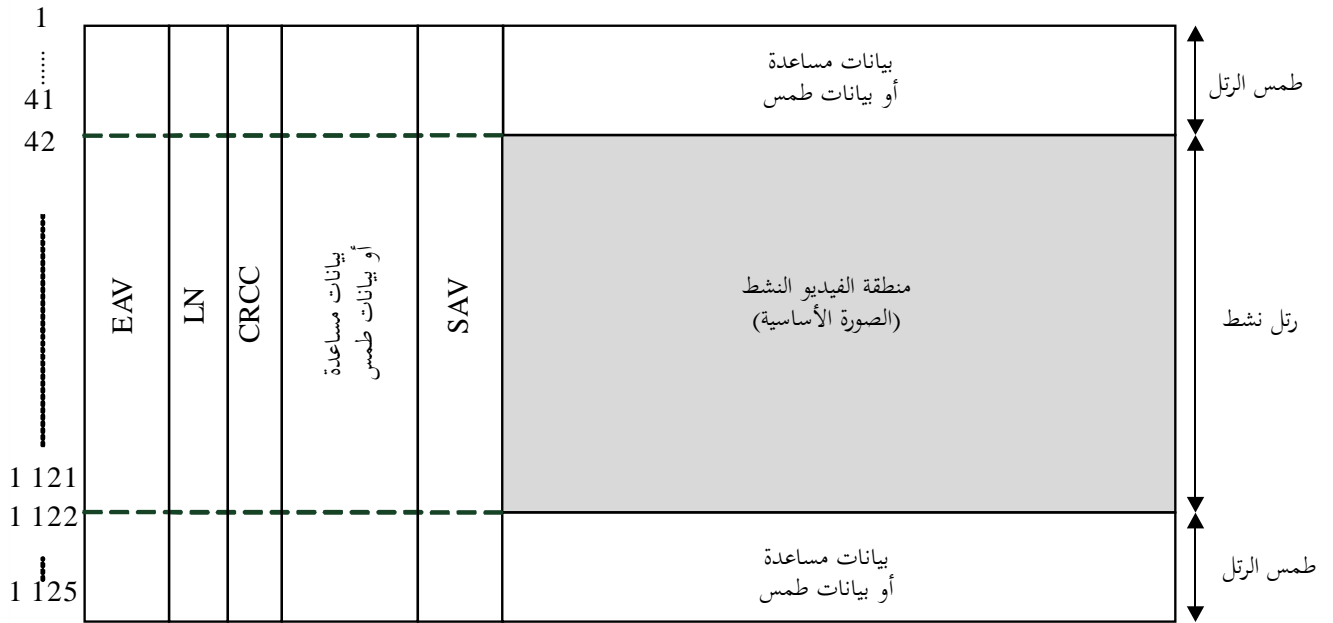 1
......
41
42
1 121
1 122
1 125
EAV
LN
CRCC
بيانات مساعدة
أو بيانات طمس
SAV
بيانات مساعدة
أو بيانات طمس
منطقة الفيديو النشط
(الصورة الأساسية)
بيانات مساعدة
أو بيانات طمس
طمس الرتل
رتل نشط
طمس الرتل